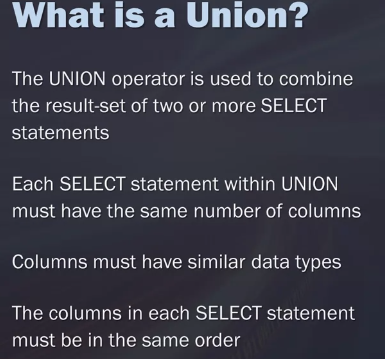 What is a Union?
The UNION operator is used to combine
the result-set of two or more SELECT
statements
Each SELECT statement within UNION
must have the same number of columns
Columns must have similar data types
The columns in each SELECT statement
must be in the same order